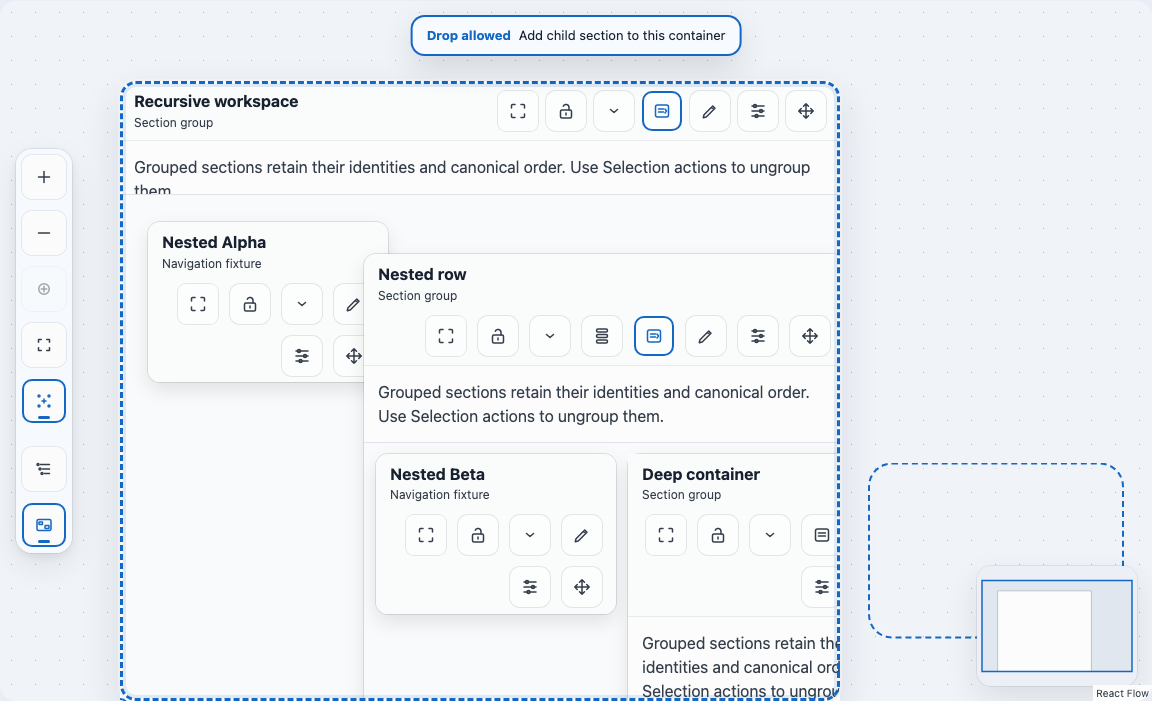 Drop allowed Add child section to this container
Recursive workspace
Section group
Grouped sections retain their identities and canonical order. Use Selection actions to ungroup
them.
Nested Alpha
Navigation fixture
Nested row
Section group
Grouped sections retain their identities and canonical order.
Use Selection actions to ungroup them.
Nested Beta
Navigation fixture
Deep container
Section group
Grouped sections retain
identities and canonical
Selection actions to
React Flow